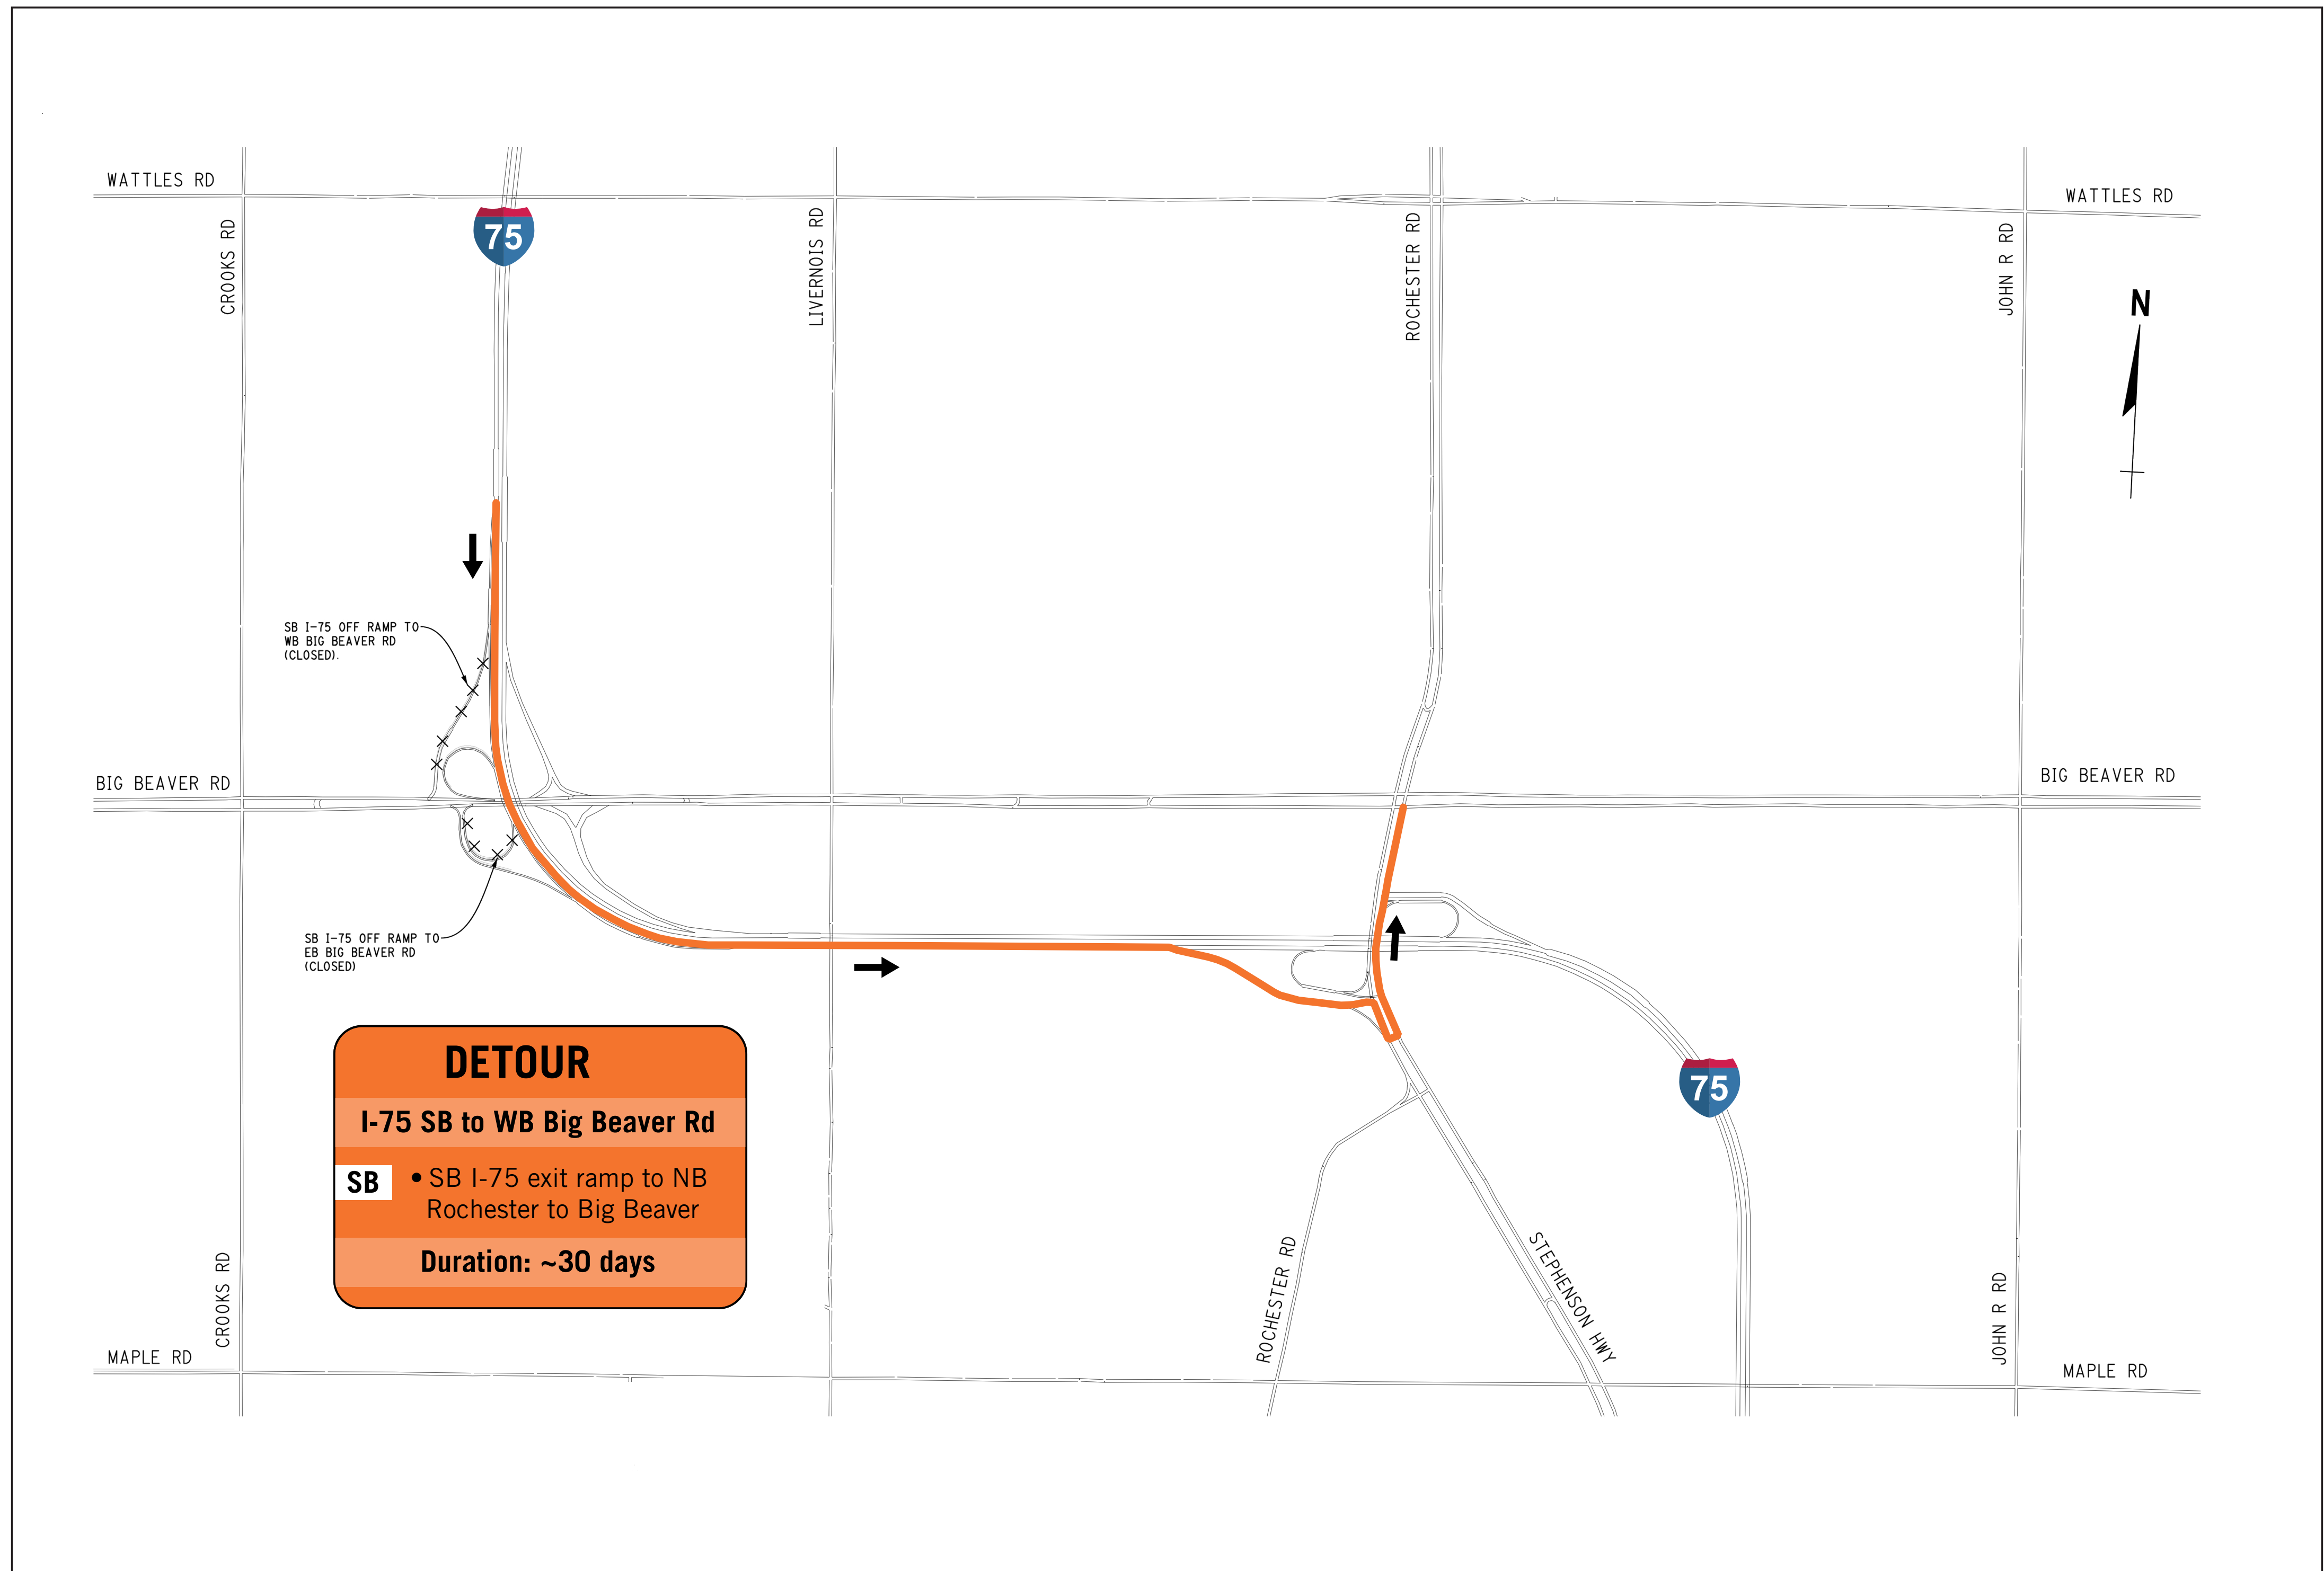 WATTLES RD
WATTLES RD
CROOKS RD
75
LIVERNOIS RD
ROCHESTER RD
JOHN R RD
N
SB I-75 OFF RAMP TO
WB BIG BEAVER RD
(CLOSED).
BIG BEAVER RD
BIG BEAVER RD
SB I-75 OFF RAMP TO
EB BIG BEAVER RD
(CLOSED)
DETOUR
I-75 SB to WB Big Beaver Rd
SB
• SB I-75 exit ramp to NB
Rochester to Big Beaver
Duration: ~30 days
75
CROOKS RD
ROCHESTER RD
STEPHENSON HWY
JOHN R RD
MAPLE RD
MAPLE RD